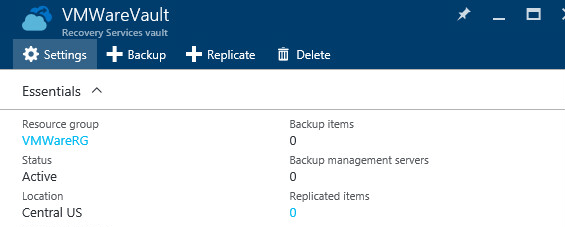 VMWareVault
Recovery Services vault
Settings
Backup
Replicate
Delete
Essentials
Resource group
VMWareRG
Backup items
0
Status
Active
Backup management servers
0
Location
Central US
Replicated items
0